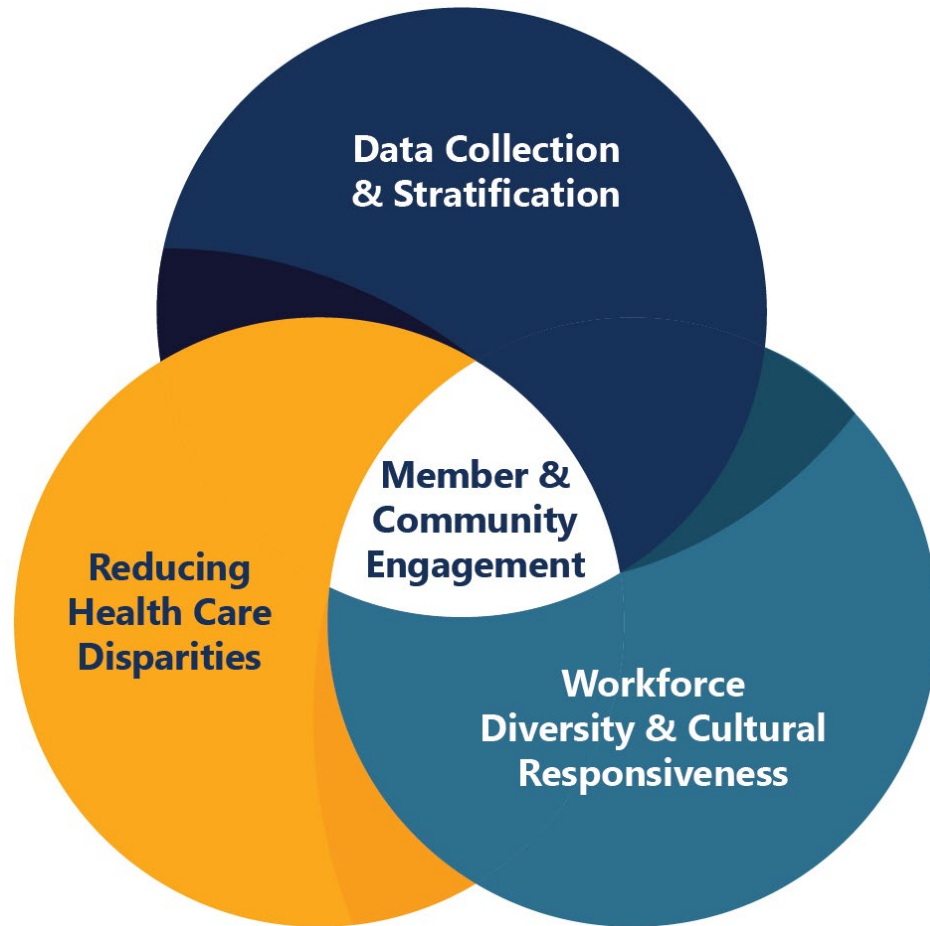 Data Collection
& Stratification
Member &
Community
Engagement
Reducing
Health Care
Disparities
Workforce
Diversity & Cultural
Responsiveness